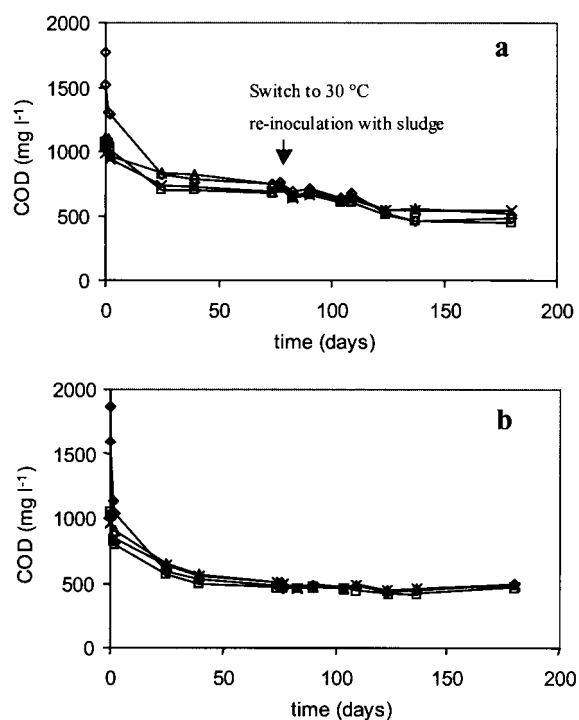 2000
a
1500
Switch to 30 °C
re-inoculation with sludge
1000
500
0
COD (mg l⁻¹)
0 50 100 150 200
time (days)
2000
b
1500
1000
500
0
COD (mg l⁻¹)
0 50 100 150 200
time (days)